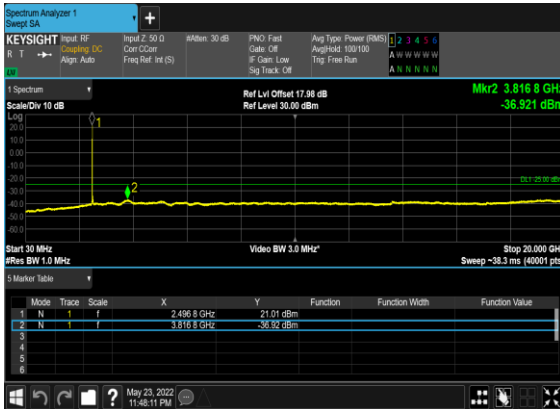 Spectrum Analyzer 1
Swept SA
+
KEYSIGHT Input: RF Input Z: 50 Ω #Atten: 30 dB PNO: Fast Avg Type: Power (RMS) 1 2 3 4 5 6
R T Coupling: DC Corr CCorr Gate: Off Avg|Hold: 100/100 A W W W W W
Align: Auto Freq Ref: Int (S) IF Gain: Low Trig: Free Run
Sig Track: Off A N N N N N
1 Spectrum
Ref Lvl Offset 17.98 dB Mkr2 3.816 8 GHz
Scale/Div 10 dB Ref Level 30.00 dBm -36.921 dBm
Log
1
20.0
10.0
0.00
-10.0
-20.0
DL1 -25.00 dBm
-30.0
2
-40.0
-50.0
-60.0
Start 30 MHz Video BW 3.0 MHz* Stop 20.000 GH
#Res BW 1.0 MHz Sweep ~38.3 ms (40001 pts
5 Marker Table
Mode Trace Scale X Y Function Function Width Function Value
1 N 1 f 2.496 8 GHz 21.01 dBm
2 N 1 f 3.816 8 GHz -36.92 dBm
3
4
5
6
? May 23, 2022
11:48:11 PM